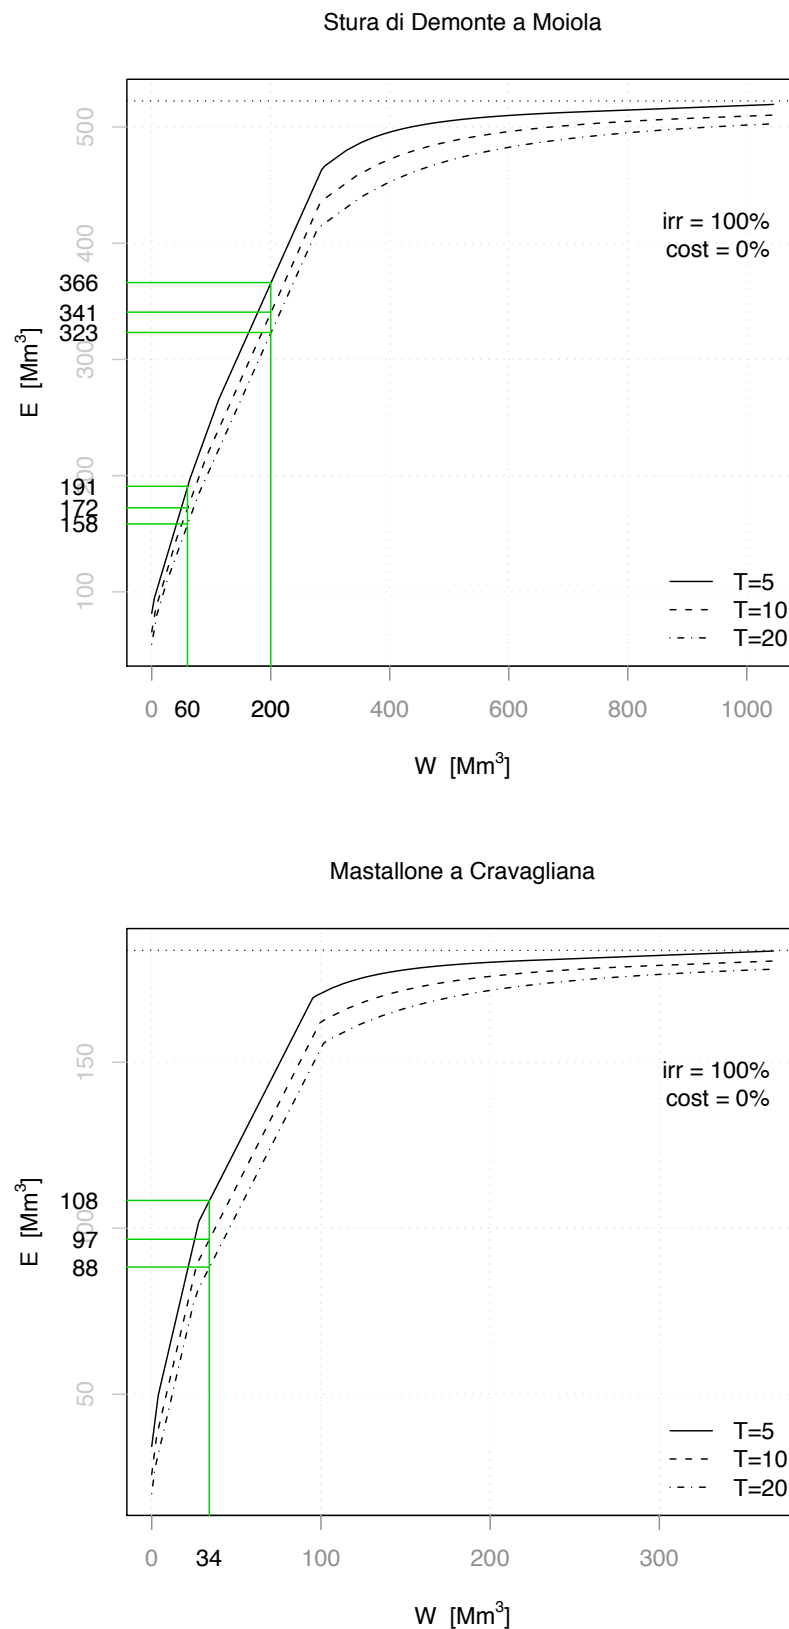 Stura di Demonte a Moiola
500
400
366
341
323
300
E [Mm³]
200
191
172
158
100
irr = 100%
cost = 0%
T=5
T=10
T=20
0 60 200 400 600 800 1000
W [Mm³]
Mastallone a Cravagliana
150
108
100
97
88
E [Mm³]
50
irr = 100%
cost = 0%
T=5
T=10
T=20
0 34 100 200 300
W [Mm³]